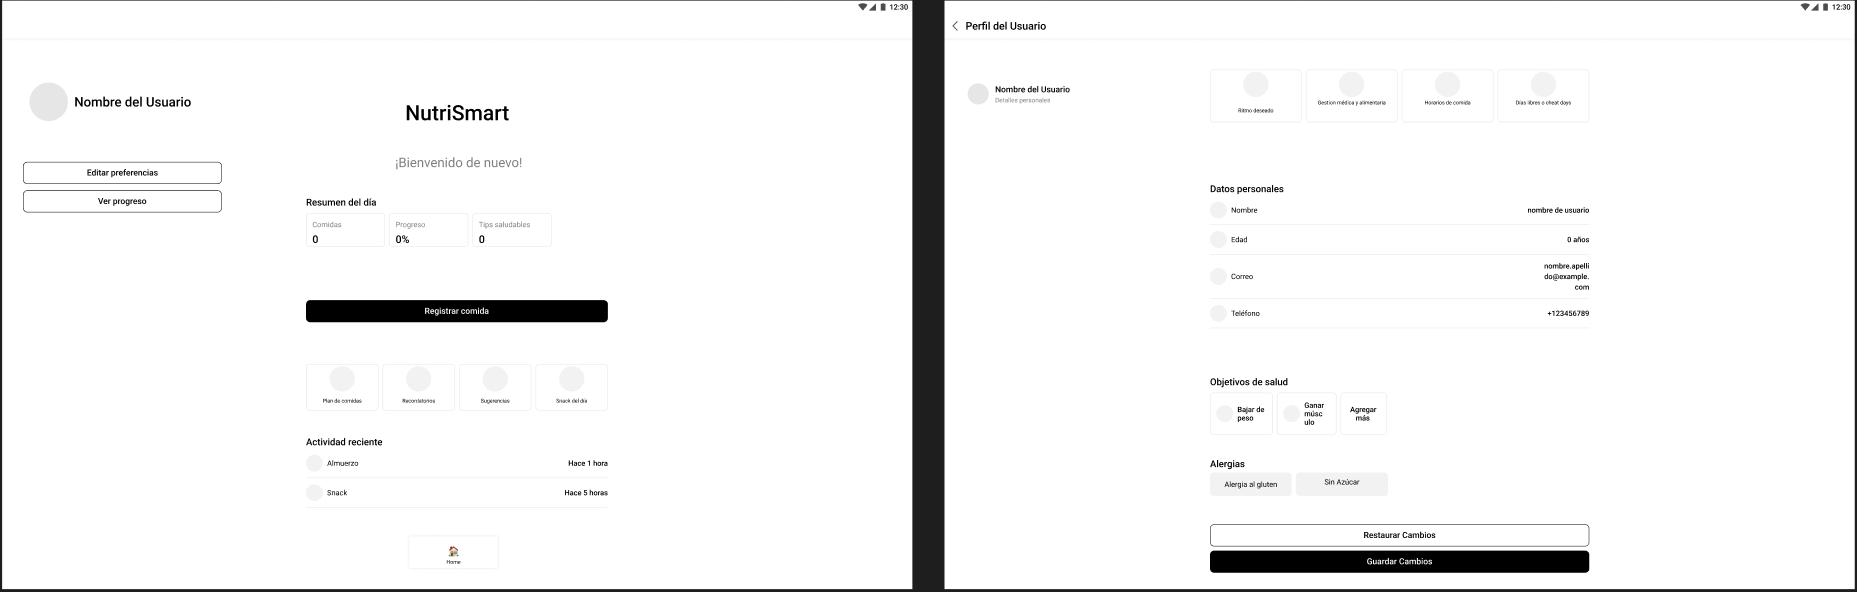 12:30
Nombre del Usuario
Editar preferencias
Ver progreso
NutriSmart
¡Bienvenido de nuevo!
Resumen del día
Comidas
0
Progreso
0%
Tips saludables
0
Registrar comida
Plan de comidas
Recordatorios
Sugerencias
Snack del día
Actividad reciente
Almuerzo
Hace 1 hora
Snack
Hace 5 horas
Home
12:30
Perfil del Usuario
Nombre del Usuario
Detalles personales
Ritmo deseado
Gestion médica y alimentaria
Horarios de comida
Días libres o cheat days
Datos personales
Nombre
nombre de usuario
Edad
0 años
Correo
nombre.apelli
do@example.
com
Teléfono
+123456789
Objetivos de salud
Bajar de
peso
Ganar
músc
ulo
Agregar
más
Alergias
Alergia al gluten
Sin Azúcar
Restaurar Cambios
Guardar Cambios